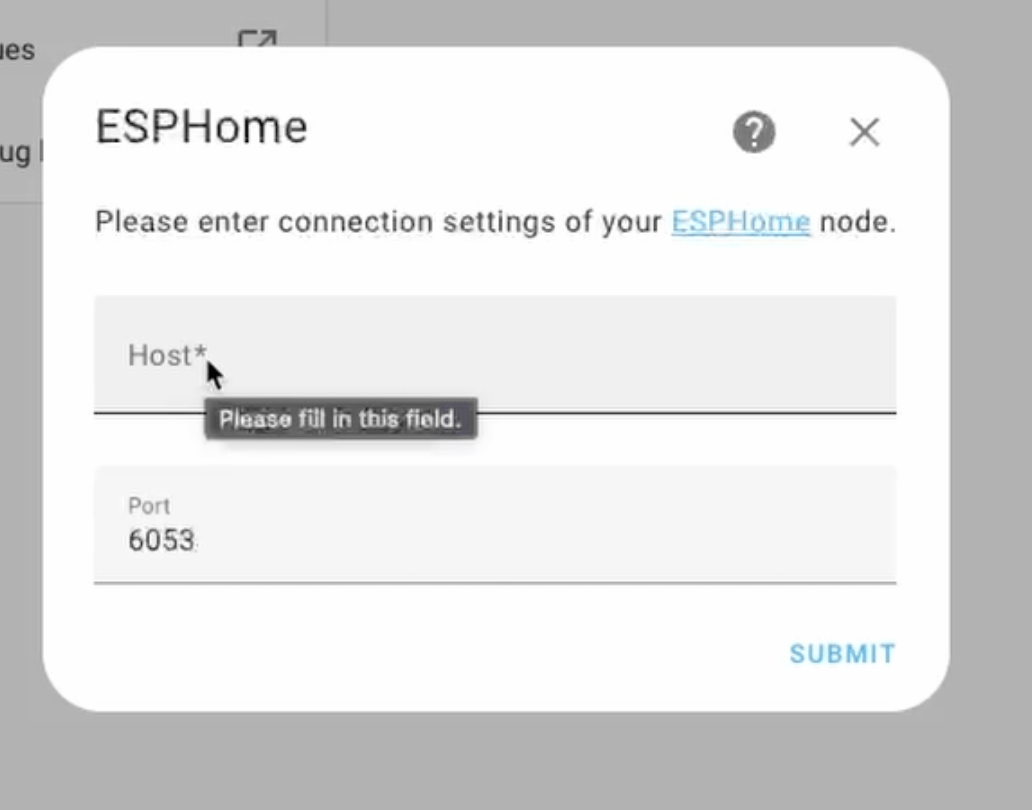 ues
ESPHome
ug
Please enter connection settings of your ESPHome node.
Host*
Please fill in this field.
Port
6053
SUBMIT